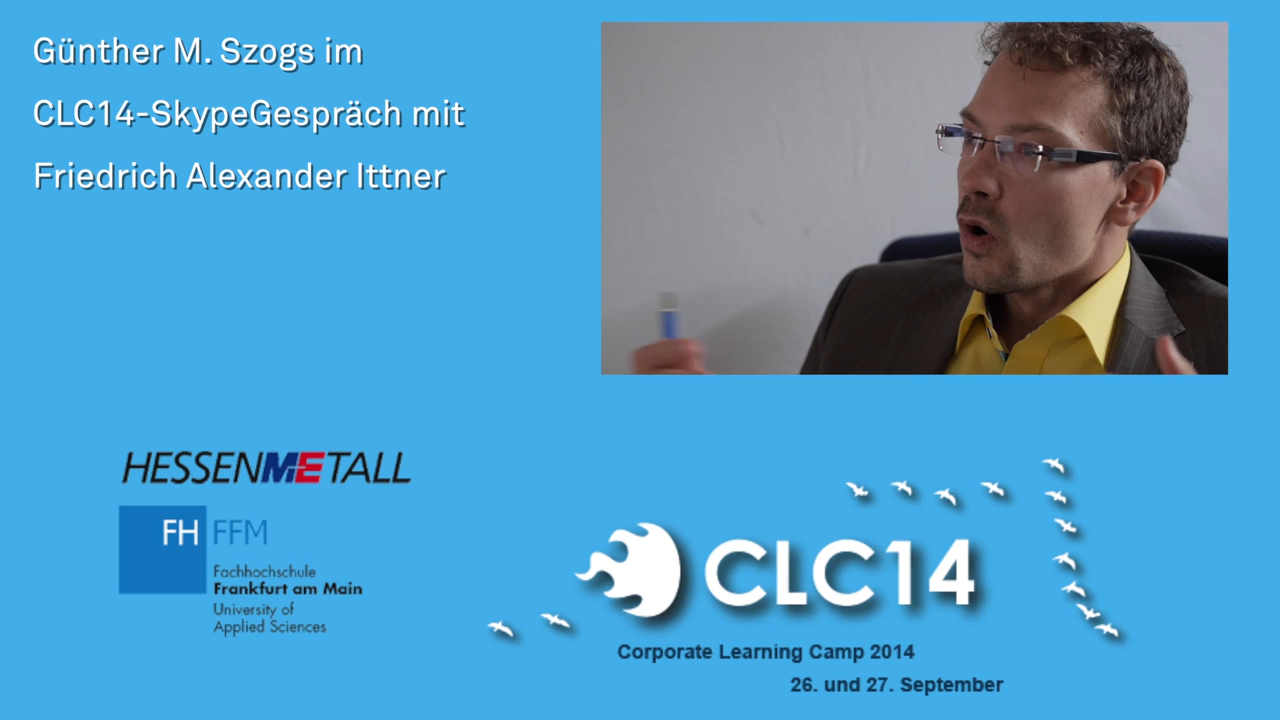 Günther M. Szogs im
CLC14-SkypeGespräch mit
Friedrich Alexander Ittner
HESSENMETALL
FH FFM
Fachhochschule
Frankfurt am Main
University of
Applied Sciences
CLC14
Corporate Learning Camp 2014
26. und 27. September